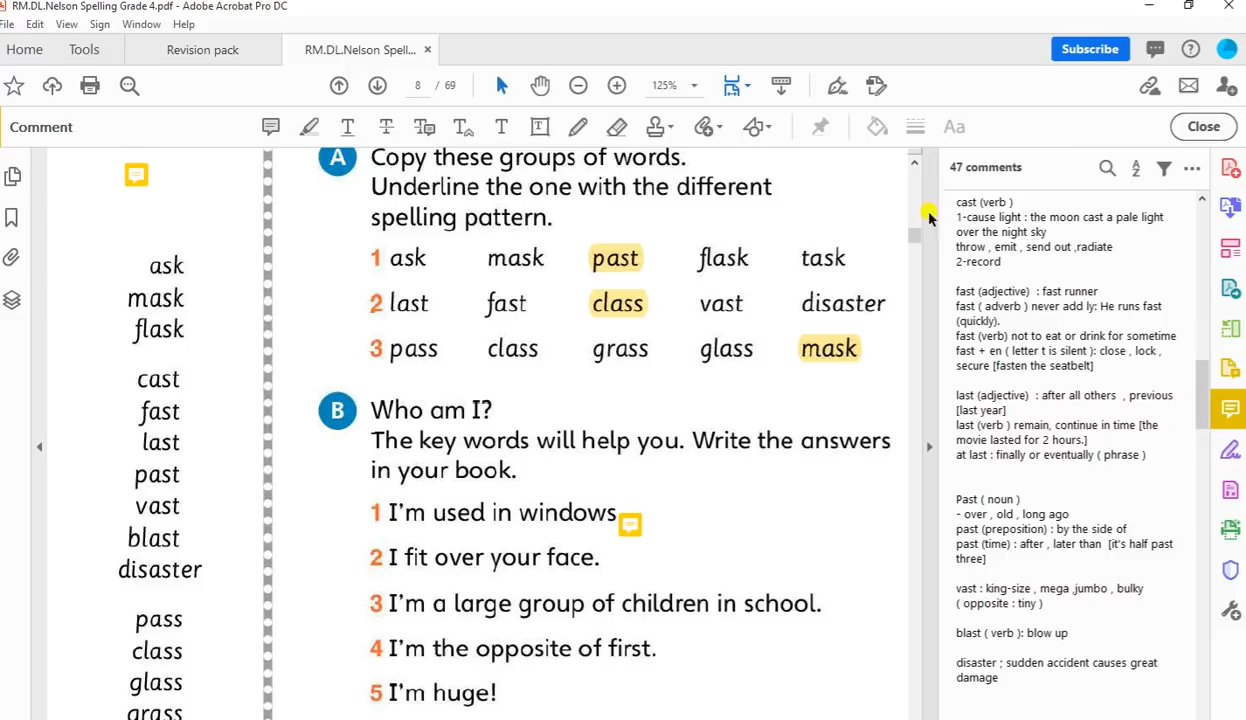 RM.DL.Nelson Spelling Grade 4.pdf - Adobe Acrobat Pro DC
File Edit View Sign Window Help
Home Tools Revision pack RM.DL.Nelson Spell... × Subscribe
8 / 69 125%
Comment Close
A Copy these groups of words.
Underline the one with the different
spelling pattern.
1 ask mask past flask task
2 last fast class vast disaster
3 pass class grass glass mask
B Who am I?
The key words will help you. Write the answers
in your book.
1 I'm used in windows
2 I fit over your face.
3 I'm a large group of children in school.
4 I'm the opposite of first.
5 I'm huge!
ask
mask
flask
cast
fast
last
past
vast
blast
disaster
pass
class
glass
grass
47 comments
cast (verb )
1-cause light : the moon cast a pale light
over the night sky
throw , emit , send out ,radiate
2-record
fast (adjective) : fast runner
fast ( adverb ) never add ly: He runs fast
(quickly).
fast (verb) not to eat or drink for sometime
fast + en ( letter t is silent ): close , lock ,
secure [fasten the seatbelt]
last (adjective) : after all others , previous
[last year]
last (verb ) remain, continue in time [the
movie lasted for 2 hours.]
at last : finally or eventually ( phrase )
Past ( noun )
- over , old , long ago
past (preposition) : by the side of
past (time) : after , later than [it's half past
three]
vast : king-size , mega ,jumbo , bulky
( opposite : tiny )
blast ( verb ): blow up
disaster ; sudden accident causes great
damage